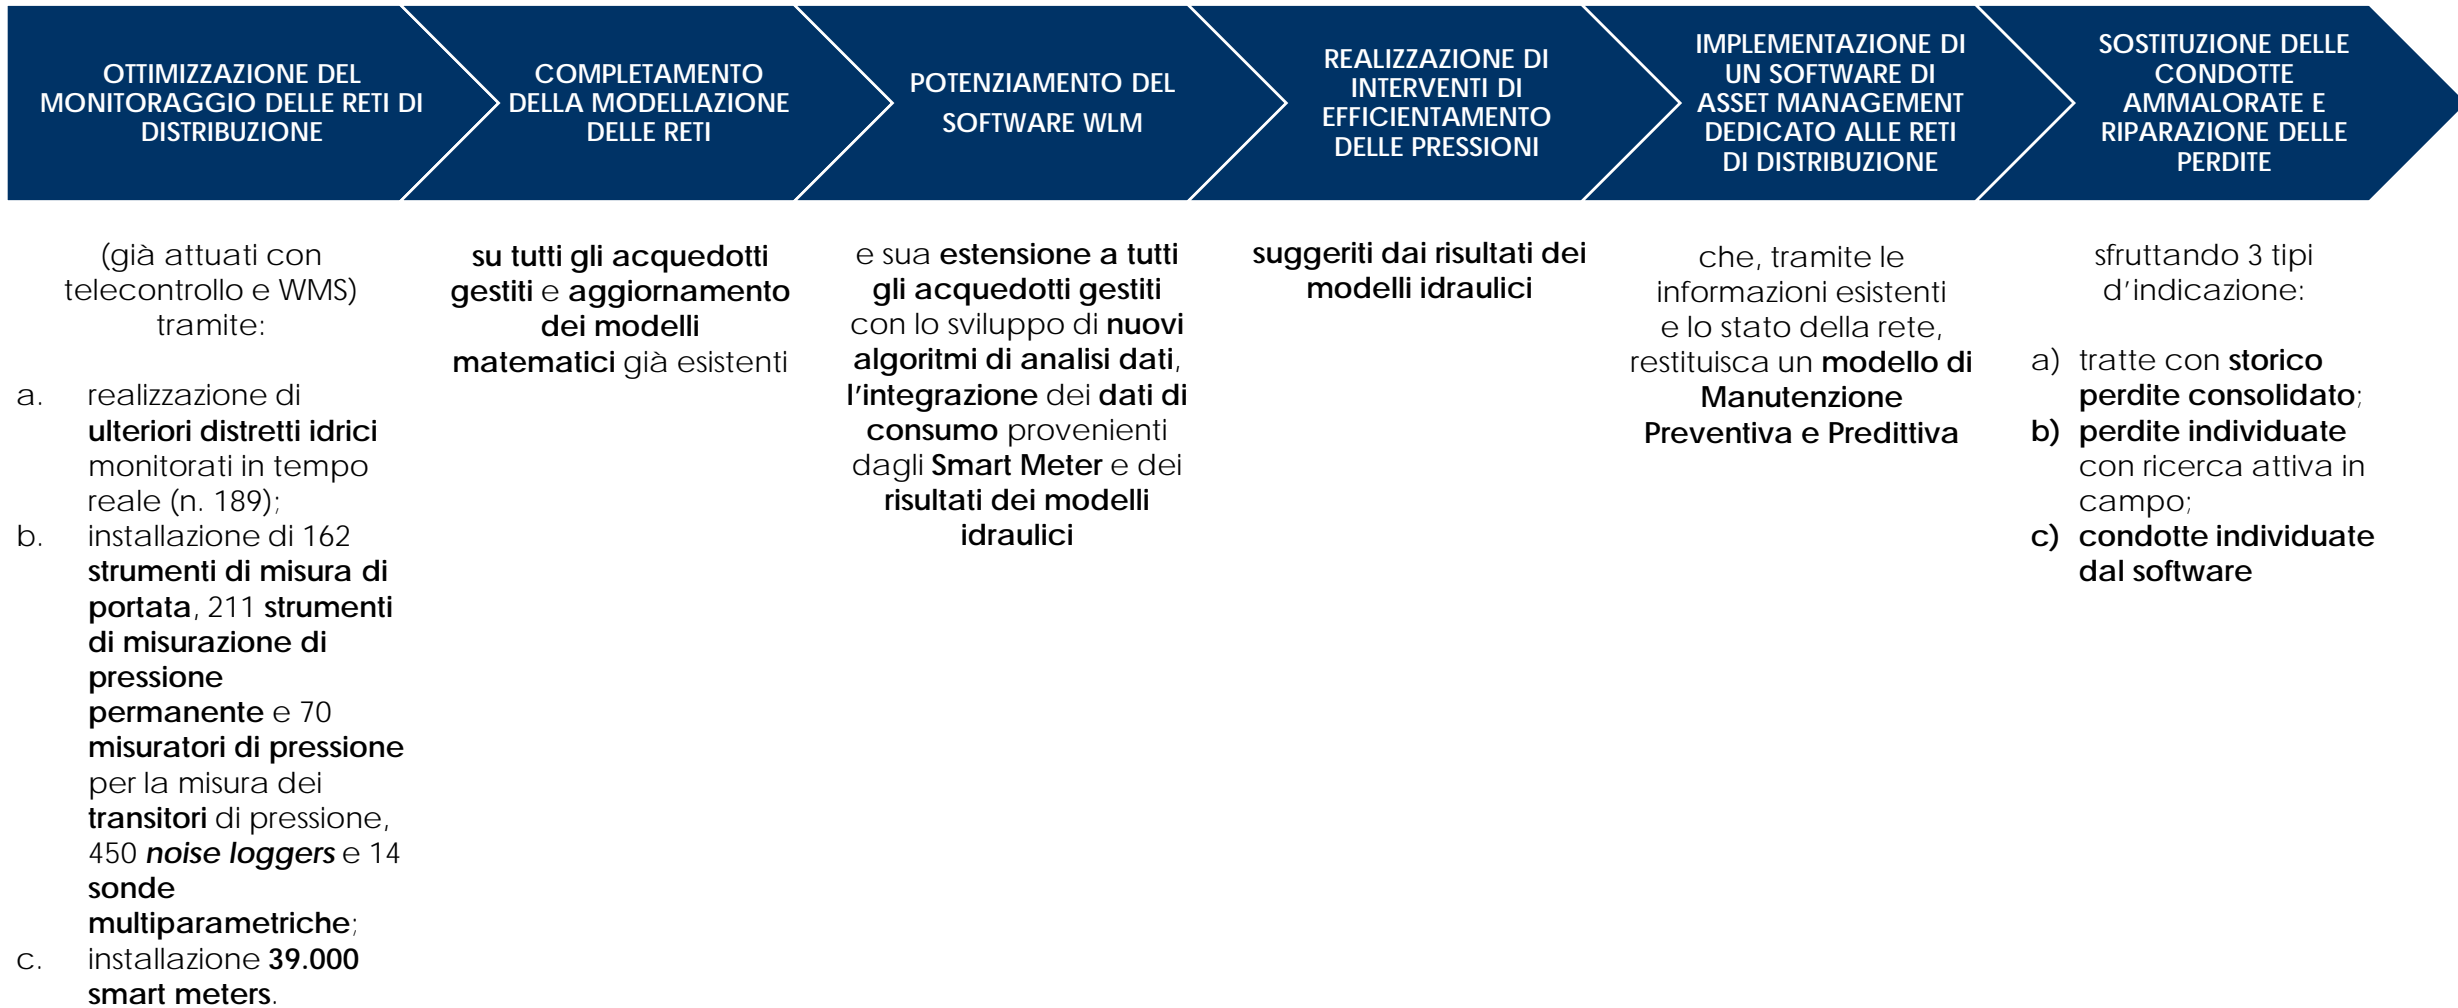 OTTIMIZZAZIONE DEL
MONITORAGGIO DELLE RETI DI
DISTRIBUZIONE
(già attuati con
telecontrollo e WMS)
tramite:
a. realizzazione di
ulteriori distretti idrici
monitorati in tempo
reale (n. 189);
b. installazione di 162
strumenti di misura di
portata, 211 strumenti
di misurazione di
pressione
permanente e 70
misuratori di pressione
per la misura dei
transitori di pressione,
450 noise loggers e 14
sonde
multiparametriche;
c. installazione 39.000
smart meters.
COMPLETAMENTO
DELLA MODELLAZIONE
DELLE RETI
su tutti gli acquedotti
gestiti e aggiornamento
dei modelli
matematici già esistenti
POTENZIAMENTO DEL
SOFTWARE WLM
e sua estensione a tutti
gli acquedotti gestiti
con lo sviluppo di nuovi
algoritmi di analisi dati,
l'integrazione dei dati di
consumo provenienti
dagli Smart Meter e dei
risultati dei modelli
idraulici
REALIZZAZIONE DI
INTERVENTI DI
EFFICIENTAMENTO
DELLE PRESSIONI
suggeriti dai risultati dei
modelli idraulici
IMPLEMENTAZIONE DI
UN SOFTWARE DI
ASSET MANAGEMENT
DEDICATO ALLE RETI
DI DISTRIBUZIONE
che, tramite le
informazioni esistenti
e lo stato della rete,
restituisca un modello di
Manutenzione
Preventiva e Predittiva
SOSTITUZIONE DELLE
CONDOTTE
AMMALORATE E
RIPARAZIONE DELLE
PERDITE
sfruttando 3 tipi
d'indicazione:
a) tratte con storico
perdite consolidato;
b) perdite individuate
con ricerca attiva in
campo;
c) condotte individuate
dal software